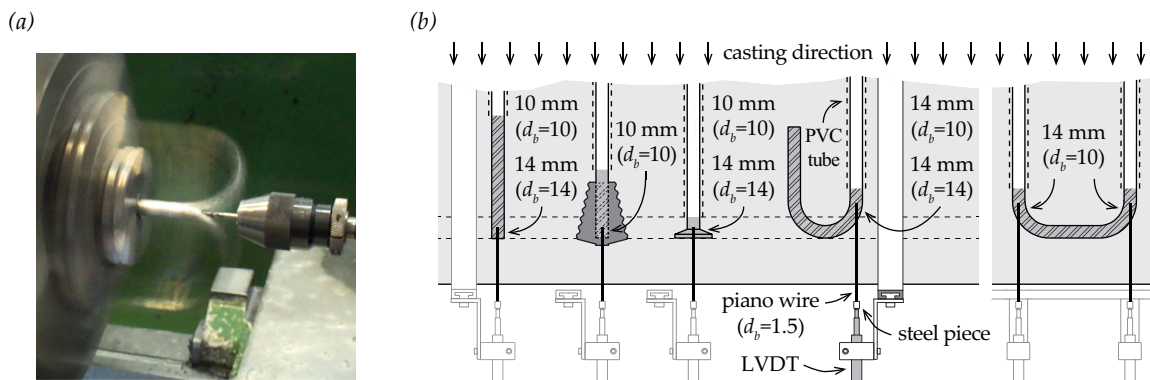 (a)
(b)
casting direction
10 mm
(d_b=10)
14 mm
(d_b=14)
10 mm
(d_b=10)
10 mm
(d_b=10)
14 mm
(d_b=14)
PVC
tube
14 mm
(d_b=10)
14 mm
(d_b=14)
14 mm
(d_b=10)
piano wire
(d_b=1.5)
steel piece
LVDT